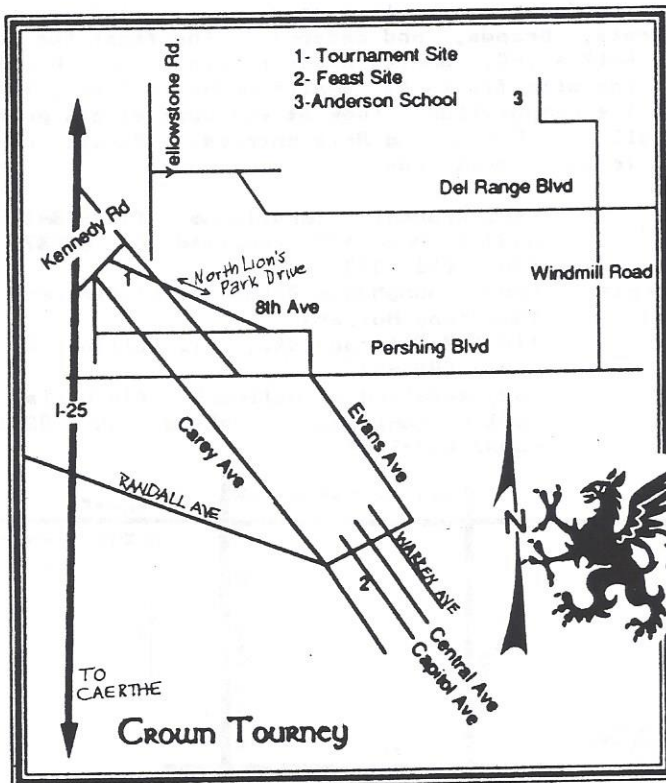 1- Tournament Site
2- Feast Site
3-Anderson School
Yellowstone Rd.
3
Del Range Blvd
Kennedy Rd
1
North Lion's
Park Drive
8th Ave
Windmill Road
Pershing Blvd
I-25
Carey Ave
Evans Ave
RANDALL AVE
N
WARREN AVE
2
Central Ave
Capitol Ave
TO
CAERTHE
Crown Tourney